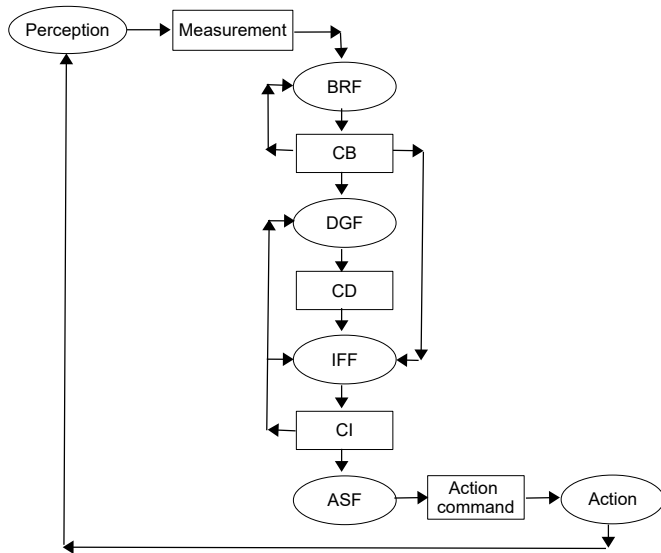 Perception
Measurement
BRF
CB
DGF
CD
IFF
CI
ASF
Action
command
Action